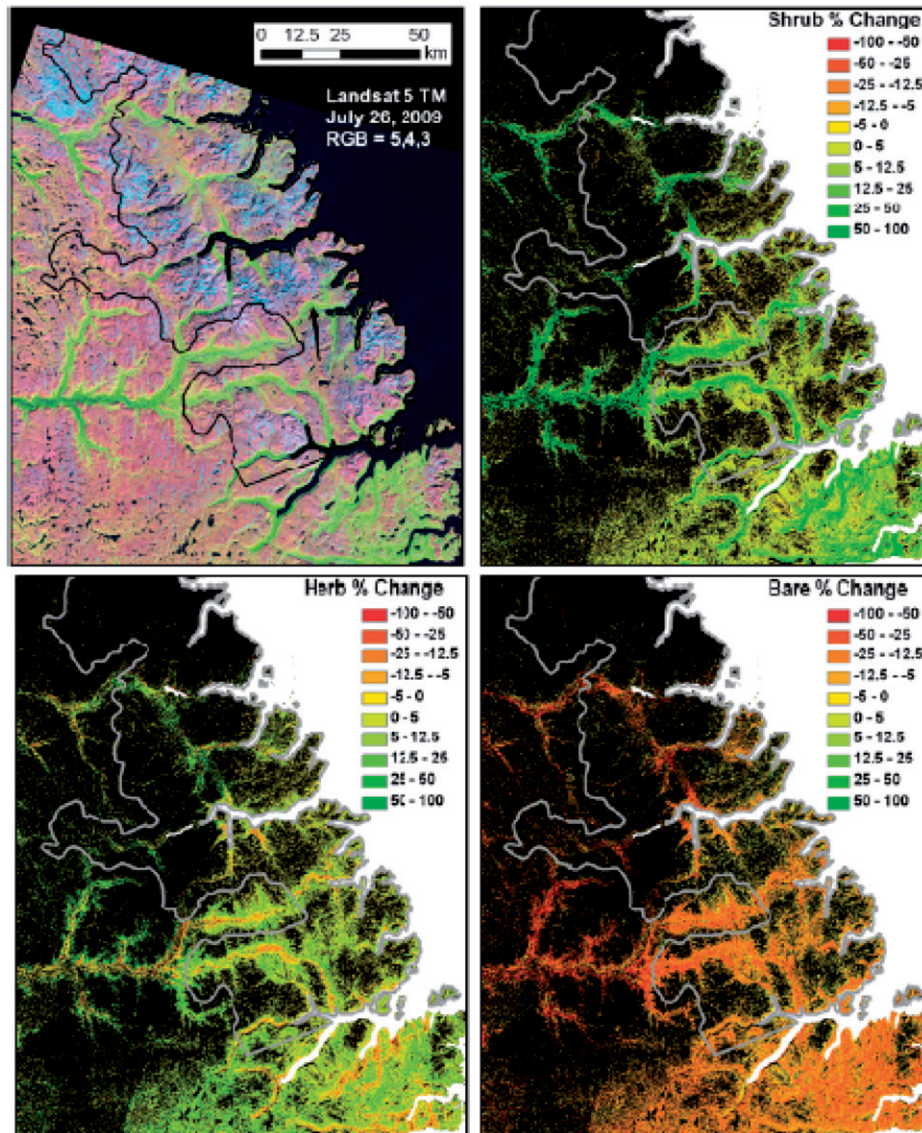 0 12.5 25 50
km
Landsat 5 TM
July 26, 2009
RGB = 5,4,3
Shrub % Change
-100 - -50
-50 - -25
-25 - -12.5
-12.5 - -5
-5 - 0
0 - 5
5 - 12.5
12.5 - 25
25 - 50
50 - 100
Herb % Change
-100 - -50
-50 - -25
-25 - -12.5
-12.5 - -5
-5 - 0
0 - 5
5 - 12.5
12.5 - 25
25 - 50
50 - 100
Bare % Change
-100 - -50
-50 - -25
-25 - -12.5
-12.5 - -5
-5 - 0
0 - 5
5 - 12.5
12.5 - 25
25 - 50
50 - 100